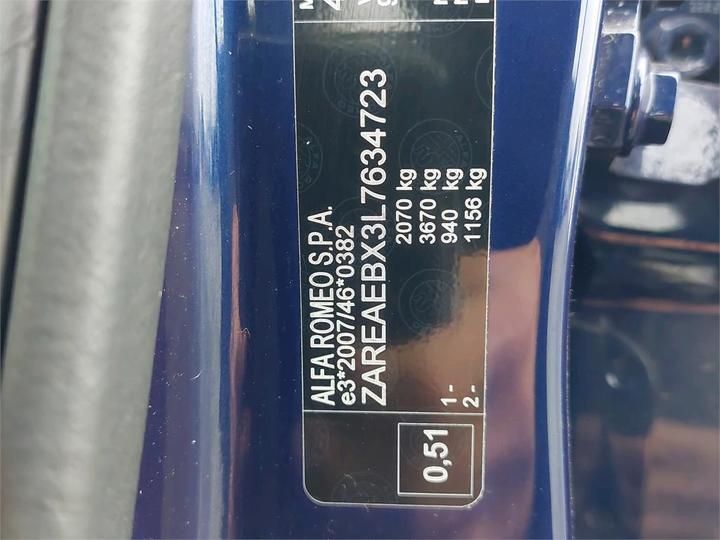 ALFA ROMEO S.P.A.
e3*2007/46*0382
ZAREAEBX3L7634723
2070 kg
3670 kg
1- 940 kg
2- 1156 kg
0,51